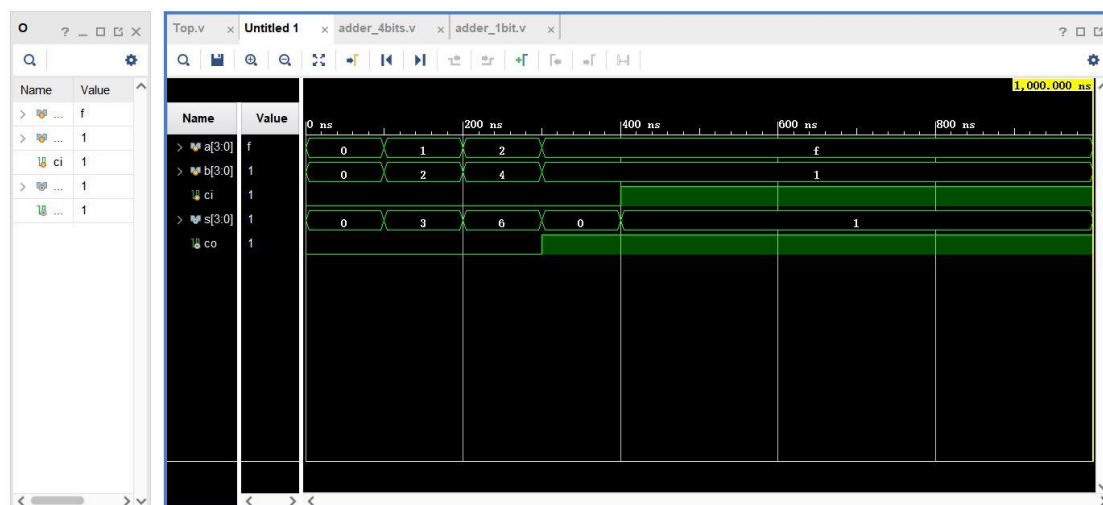 O ? _
Top.v x Untitled 1 x adder_4bits.v x adder_1bit.v x ?
Name Value
> ... f
> ... 1
ci 1
> ... 1
... 1
1,000.000 ns
Name Value
0 ns 200 ns 400 ns 600 ns 800 ns
> a[3:0] f 0 1 2 f
> b[3:0] 1 0 2 4 1
ci 1
> s[3:0] 1 0 3 6 0 1
co 1